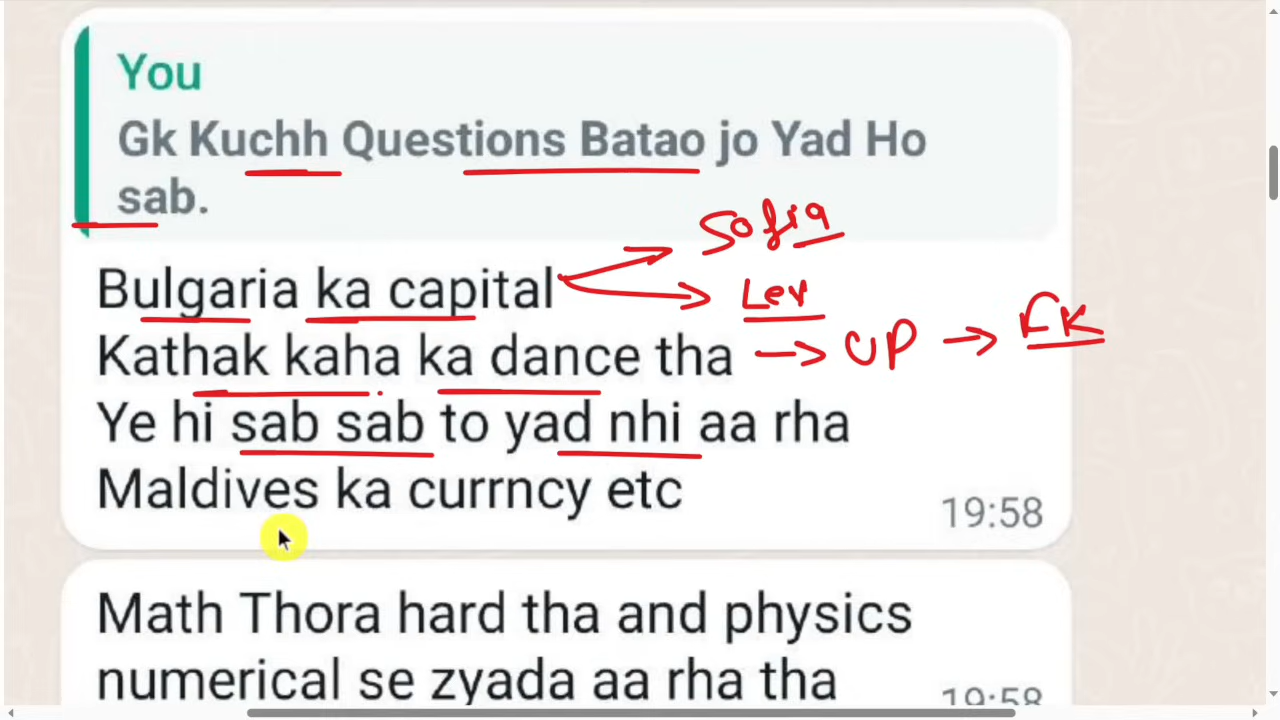 You
Gk Kuchh Questions Batao jo Yad Ho
sab.
Sofia
Bulgaria ka capital
Lev
Kathak kaha ka dance tha
UP
Ye hi sab sab to yad nhi aa rha
Maldives ka currncy etc
19:58
Math Thora hard tha and physics
numerical se zyada aa rha tha
19:58